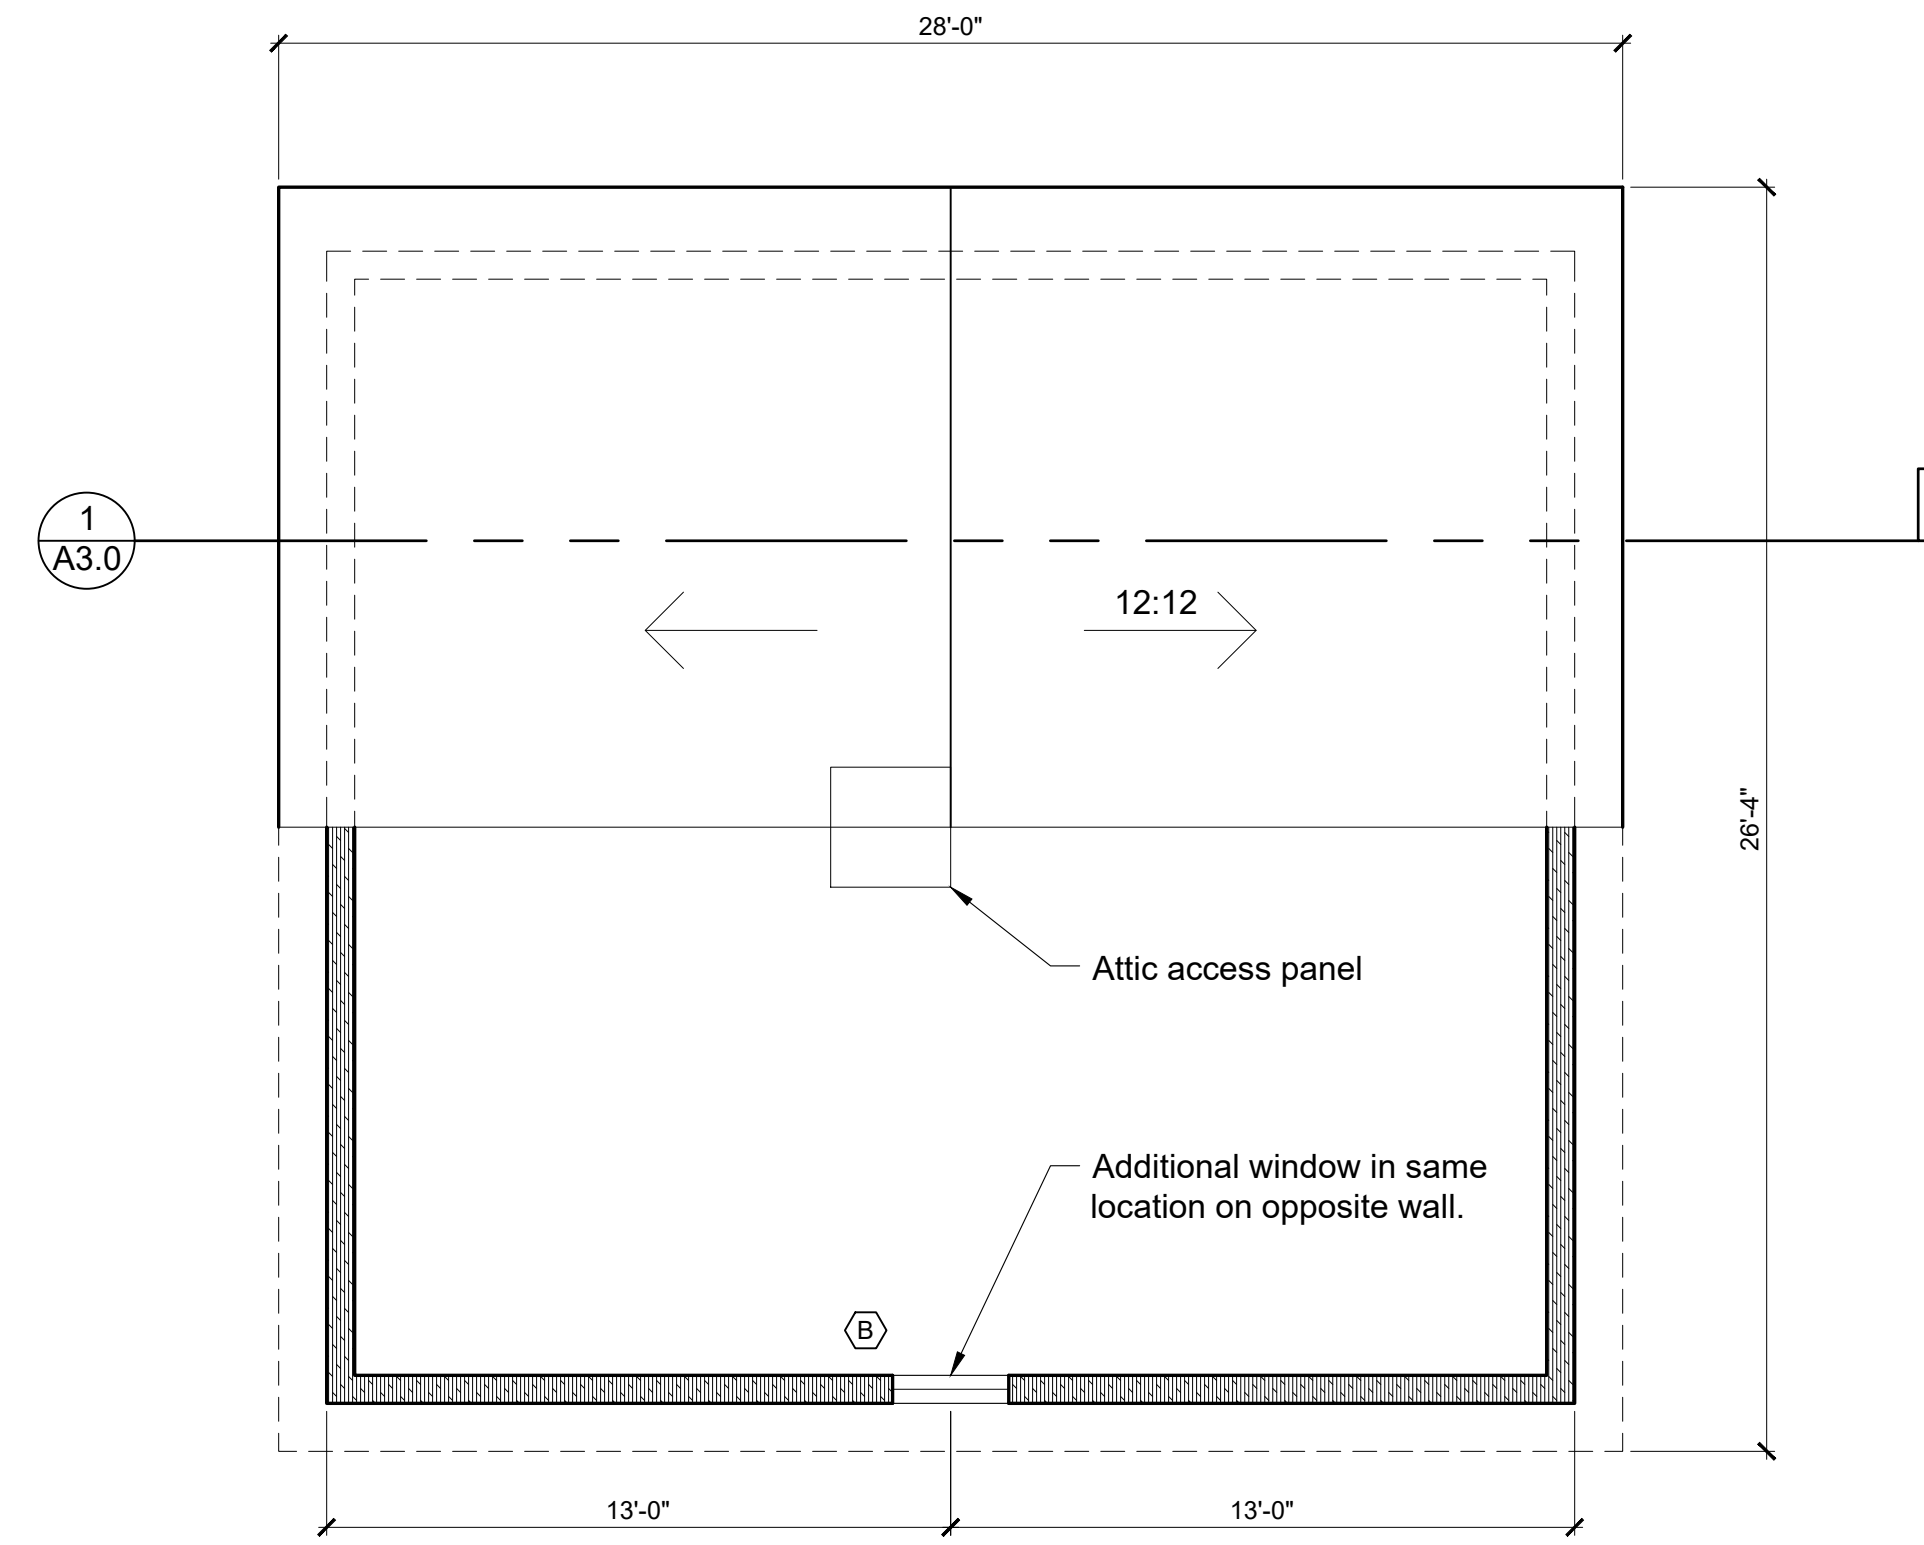 28'-0"
1
A3.0
12:12
26'-4"
Attic access panel
Additional window in same
location on opposite wall.
B
13'-0"
13'-0"